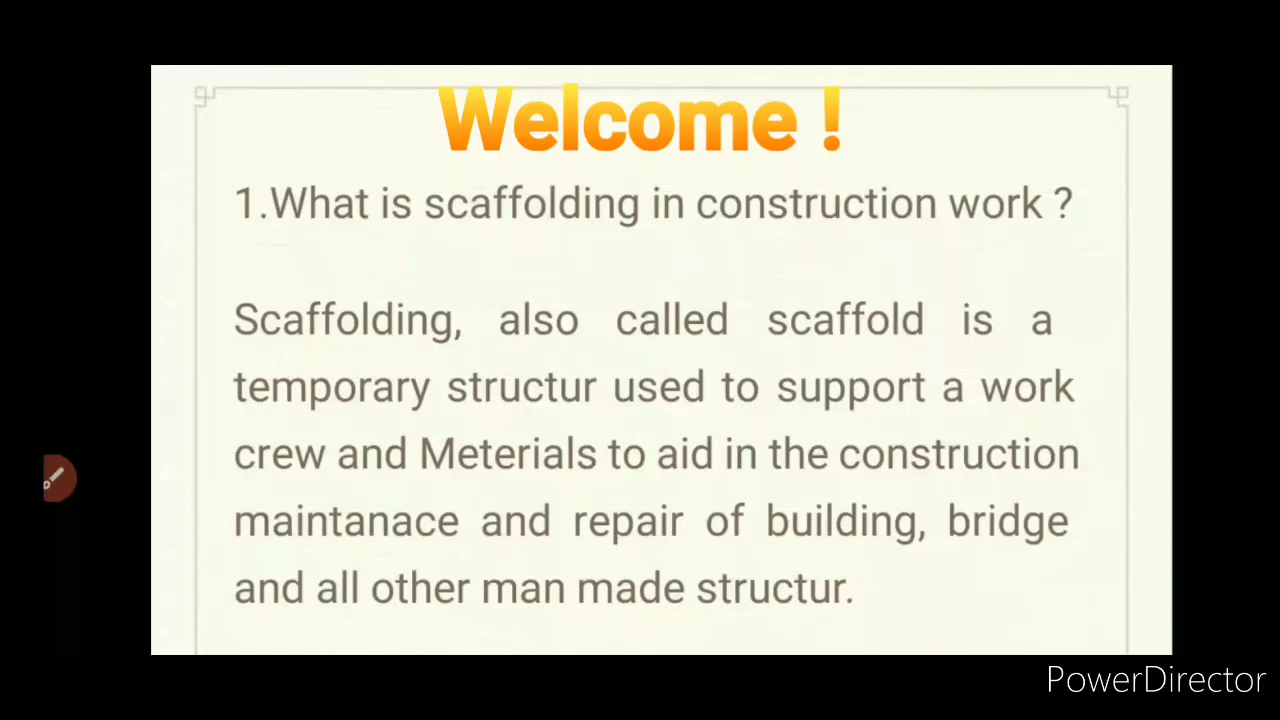 Welcome !
1.What is scaffolding in construction work ?
Scaffolding, also called scaffold is a
temporary structur used to support a work
crew and Meterials to aid in the construction
maintanace and repair of building, bridge
and all other man made structur.
PowerDirector